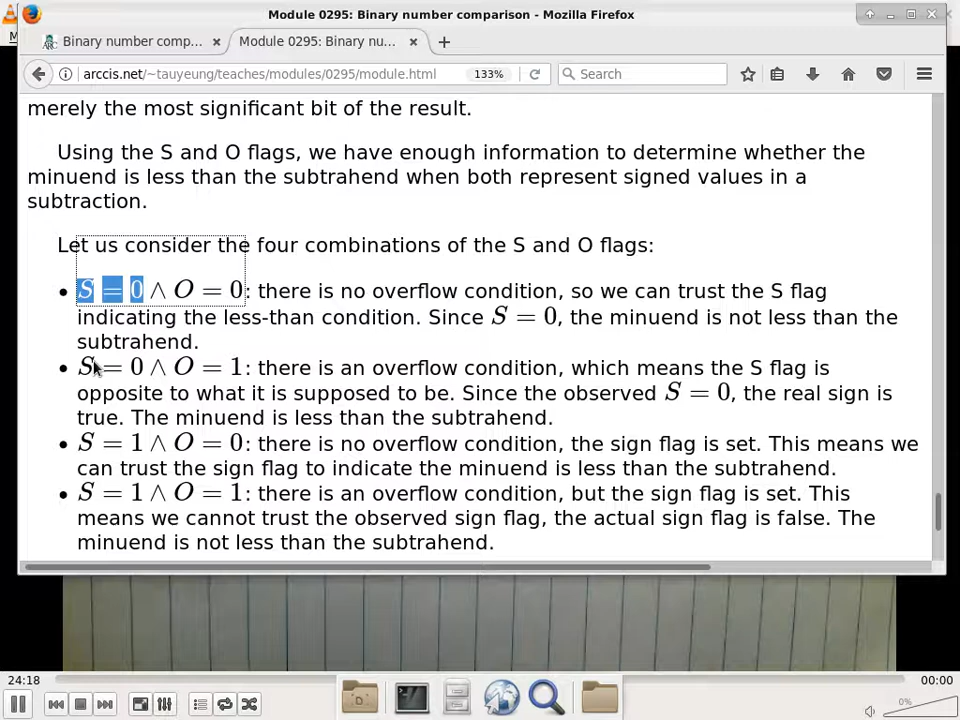 Module 0295: Binary number comparison - Mozilla Firefox
Binary number comp...
Module 0295: Binary nu...
arccis.net/~tauyeung/teaches/modules/0295/module.html
133%
Search
merely the most significant bit of the result.
Using the S and O flags, we have enough information to determine whether the
minuend is less than the subtrahend when both represent signed values in a
subtraction.
Let us consider the four combinations of the S and O flags:
• S = 0 ∧ O = 0: there is no overflow condition, so we can trust the S flag
indicating the less-than condition. Since S = 0, the minuend is not less than the
subtrahend.
• S = 0 ∧ O = 1: there is an overflow condition, which means the S flag is
opposite to what it is supposed to be. Since the observed S = 0, the real sign is
true. The minuend is less than the subtrahend.
• S = 1 ∧ O = 0: there is no overflow condition, the sign flag is set. This means we
can trust the sign flag to indicate the minuend is less than the subtrahend.
• S = 1 ∧ O = 1: there is an overflow condition, but the sign flag is set. This
means we cannot trust the observed sign flag, the actual sign flag is false. The
minuend is not less than the subtrahend.
24:18
00:00
0%